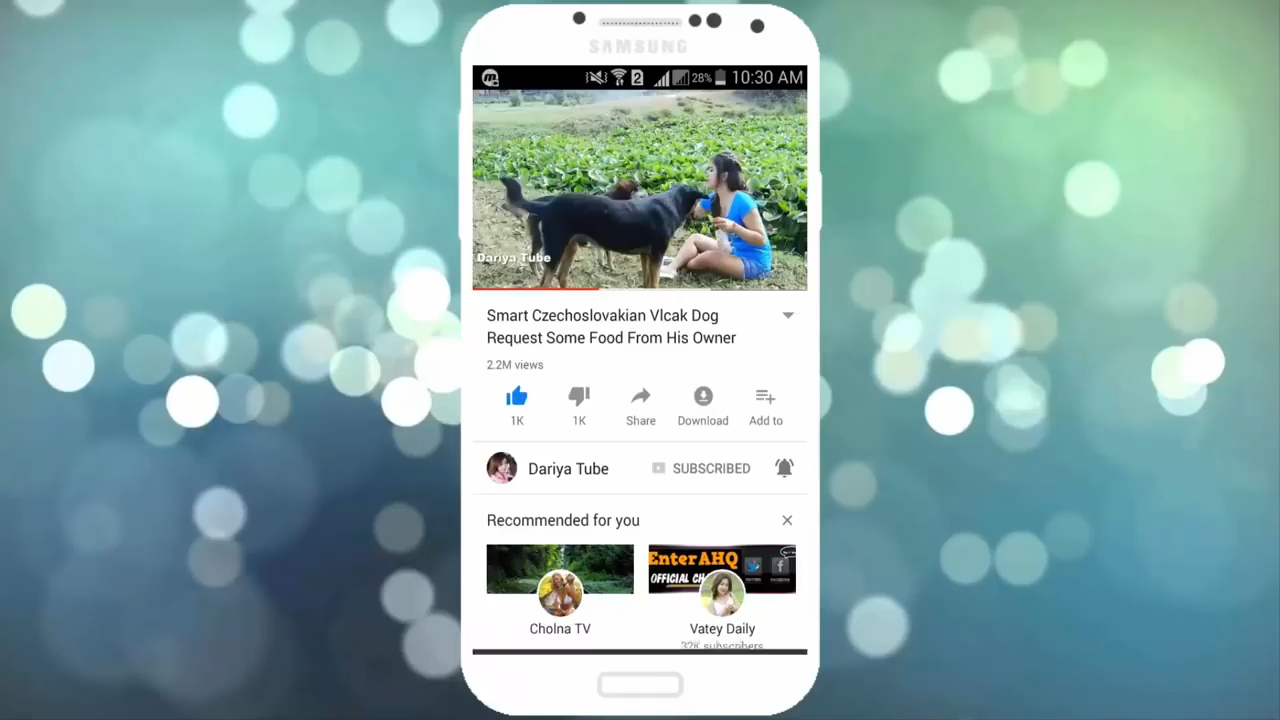 SAMSUNG
2
28%
10:30 AM
Dariya Tube
Smart Czechoslovakian Vlcak Dog
Request Some Food From His Owner
2.2M views
1K
1K
Share
Download
Add to
Dariya Tube
SUBSCRIBED
Recommended for you
EnterAHQ
OFFICIAL
Cholna TV
Vatey Daily
32K subscribers